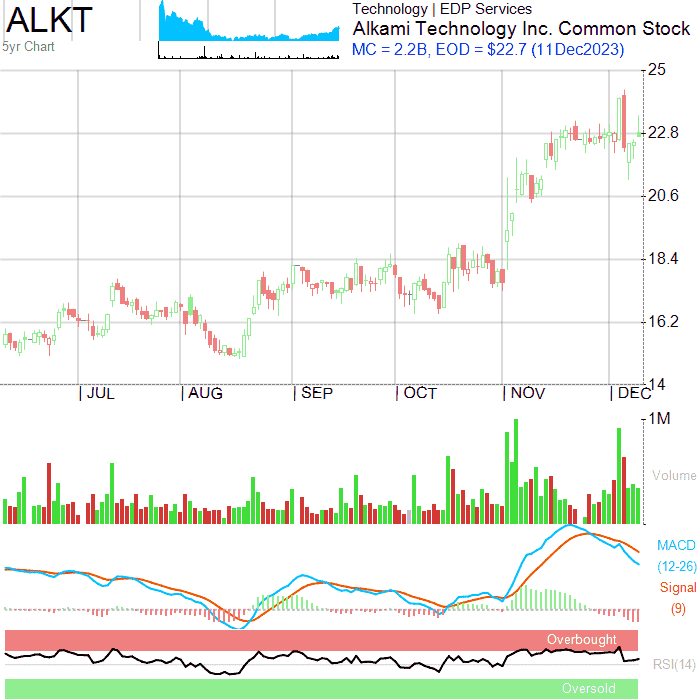 ALKT
5yr Chart
Technology | EDP Services
Alkami Technology Inc. Common Stock
MC = 2.2B, EOD = $22.7 (11Dec2023)
25
22.8
20.6
18.4
16.2
14
JUL
AUG
SEP
OCT
NOV
DEC
1M
Volume
MACD
(12-26)
Signal
(9)
Overbought
RSI(14)
Oversold